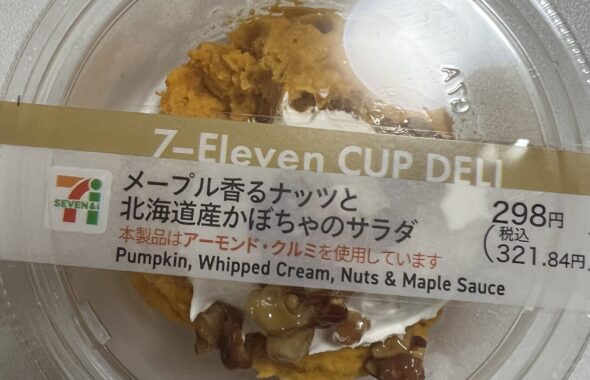 7-Eleven CUP DELI
SEVEN&i
メープル香るナッツと
北海道産かぼちゃのサラダ
本製品はアーモンド・クルミを使用しています
Pumpkin, Whipped Cream, Nuts & Maple Sauce
298円
(税込
321.84円)